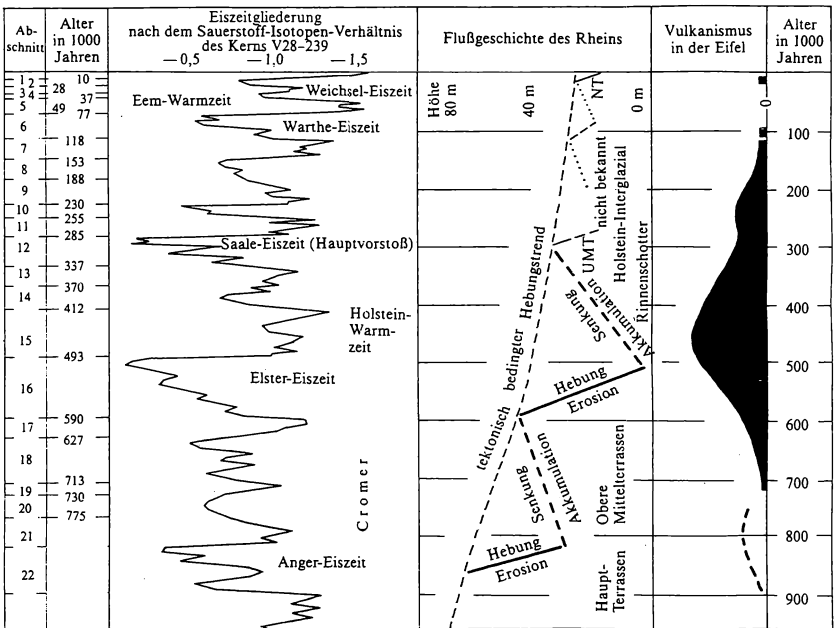 Ab-
schnitt
Alter
in 1000
Jahren
Eiszeitgliederung
nach dem Sauerstoff-Isotopen-Verhältnis
des Kerns V28–239
—0,5 —1,0 —1,5
Flußgeschichte des Rheins
Vulkanismus
in der Eifel
Alter
in 1000
Jahren
1
2
3
4
5
6
7
8
9
10
11
12
13
14
15
16
17
18
19
20
21
22
10
28
37
49
77
118
153
188
230
255
285
337
370
412
493
590
627
713
730
775
Weichsel-Eiszeit
Eem-Warmzeit
Warthe-Eiszeit
Saale-Eiszeit (Hauptvorstoß)
Holstein-
Warm-
zeit
Elster-Eiszeit
Cromer
Anger-Eiszeit
Höhe
80 m
40 m
0 m
NT
nicht bekannt
Holstein-Interglazial
UMT
Rinnenschotter
tektonisch bedingter Hebungstrend
Senkung
Akkumulation
Hebung
Erosion
Senkung
Akkumulation
Obere
Mittelterrassen
Hebung
Erosion
Haupt-
Terrassen
0
100
200
300
400
500
600
700
800
900